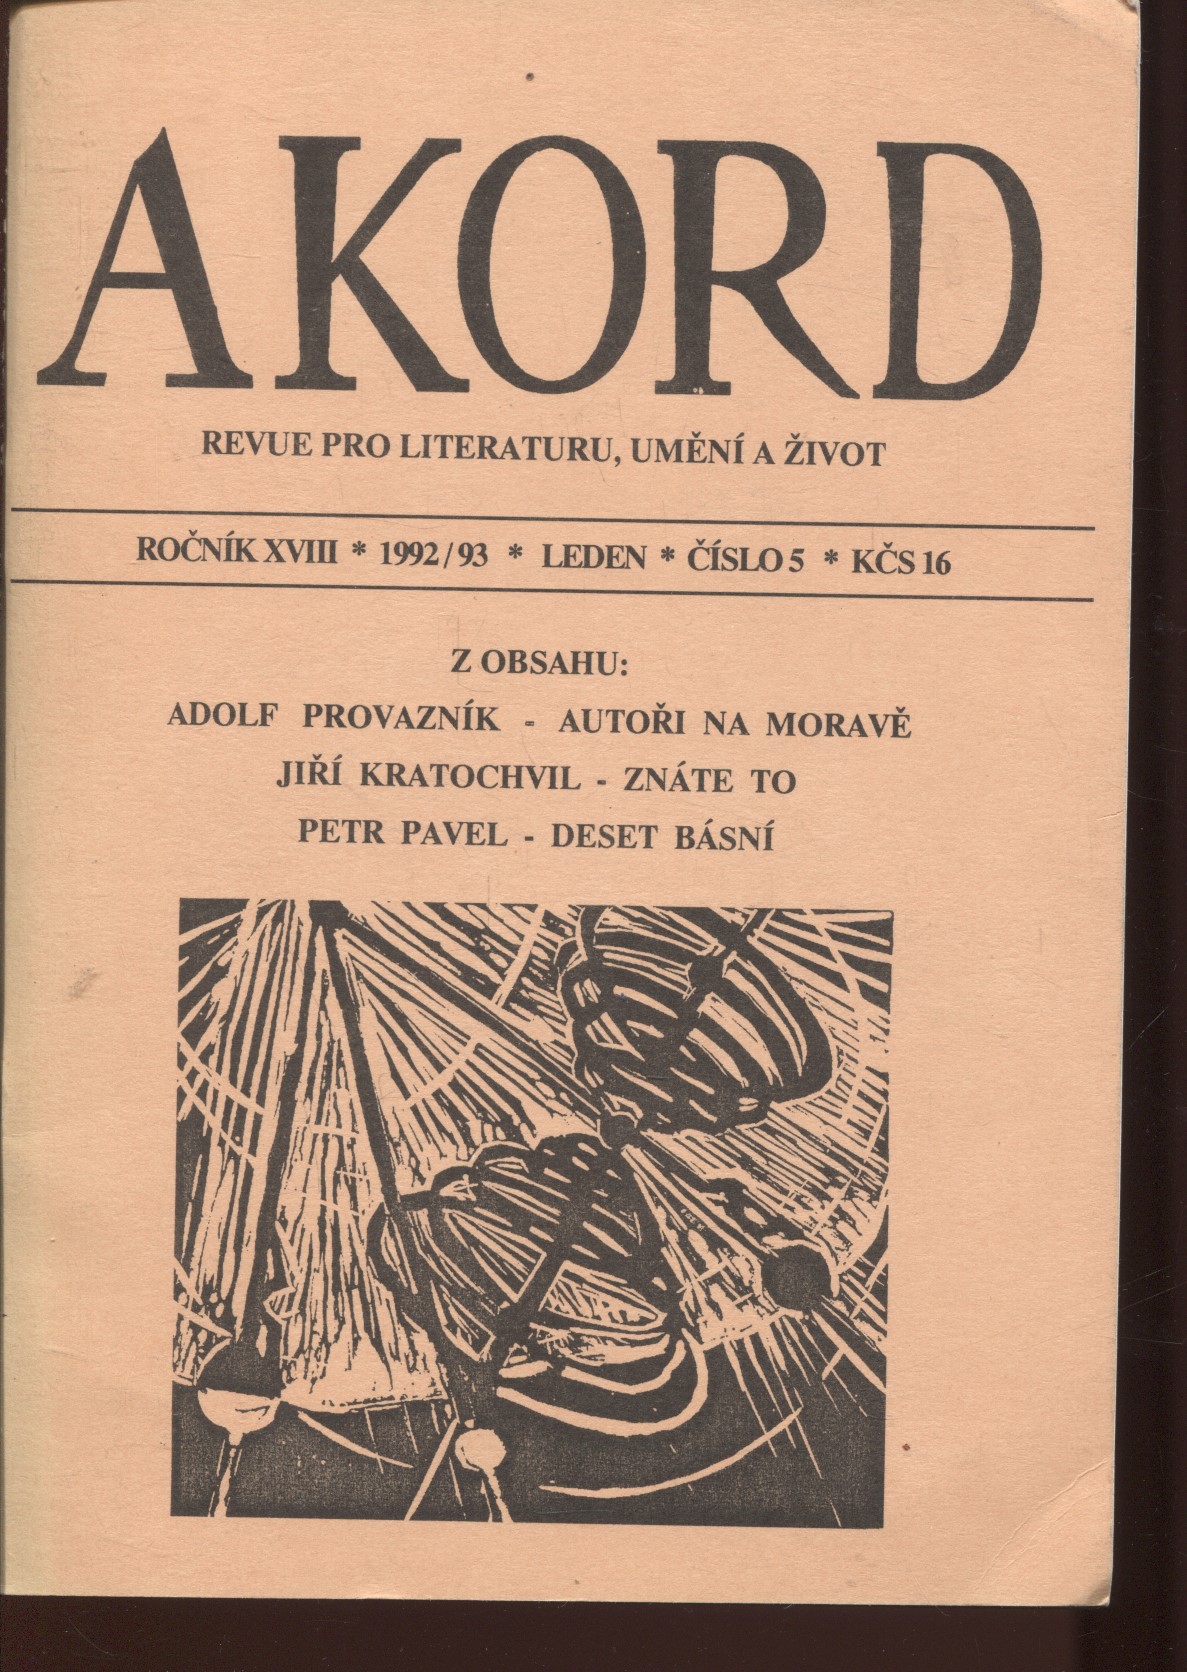 AKORD
REVUE PRO LITERATURU, UMĚNÍ A ŽIVOT
ROČNÍK XVIII * 1992/93 * LEDEN * ČÍSLO 5 * KČS 16
Z OBSAHU:
ADOLF PROVAZNÍK - AUTOŘI NA MORAVĚ
JIŘÍ KRATOCHVIL - ZNÁTE TO
PETR PAVEL - DESET BÁSNÍ